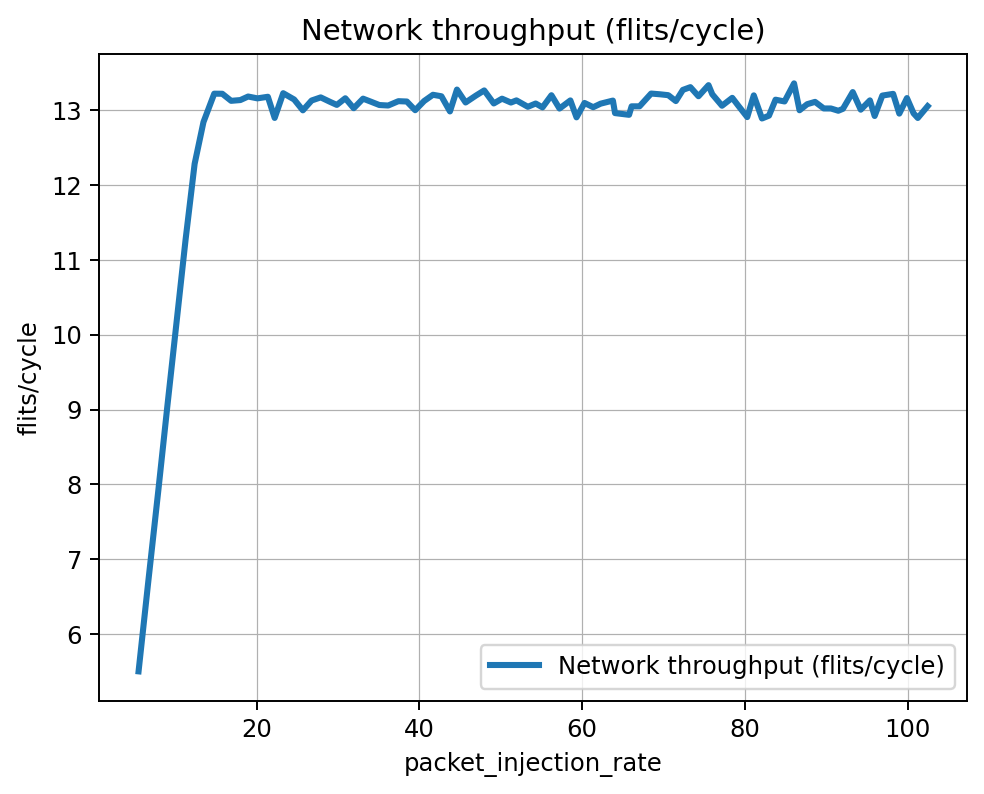 Network throughput (flits/cycle)
13
12
11
10
9
8
7
6
flits/cycle
Network throughput (flits/cycle)
20 40 60 80 100
packet_injection_rate